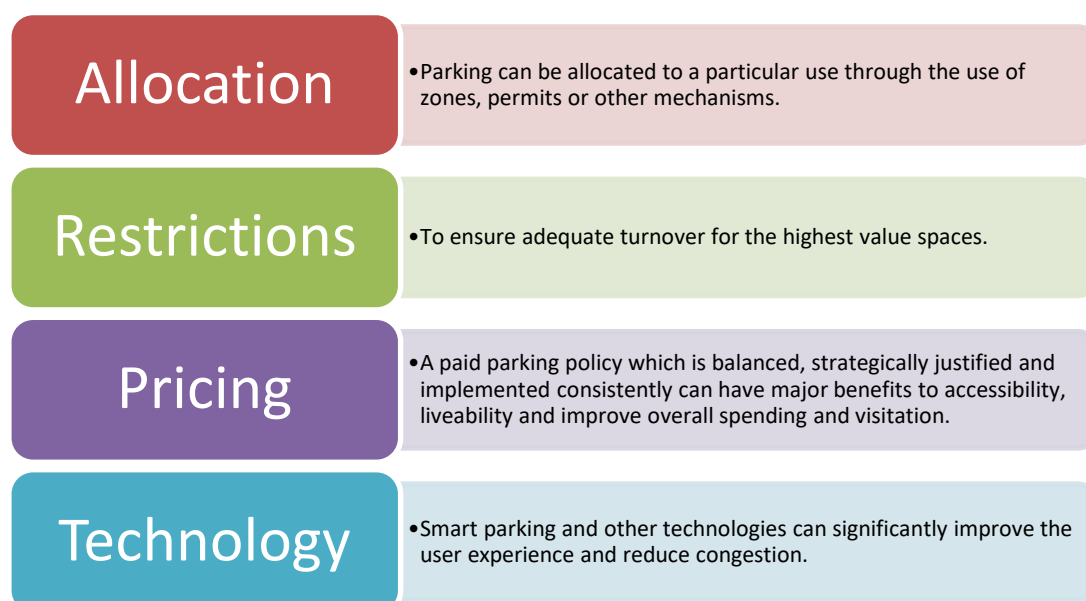 Allocation
•Parking can be allocated to a particular use through the use of
zones, permits or other mechanisms.
Restrictions
•To ensure adequate turnover for the highest value spaces.
Pricing
•A paid parking policy which is balanced, strategically justified and
implemented consistently can have major benefits to accessibility,
liveability and improve overall spending and visitation.
Technology
•Smart parking and other technologies can significantly improve the
user experience and reduce congestion.